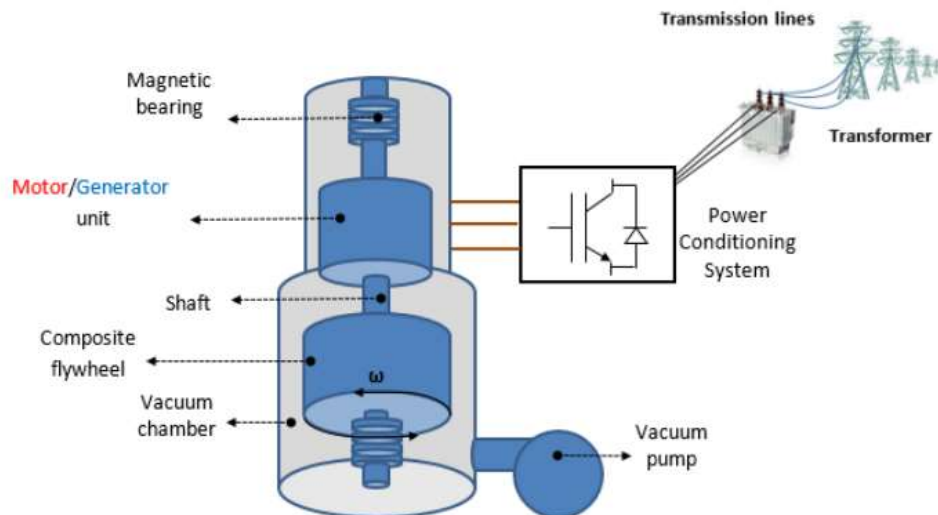 Transmission lines
Transformer
Magnetic
bearing
Motor/Generator
unit
Power
Conditioning
System
Shaft
Composite
flywheel
ω
Vacuum
chamber
Vacuum
pump